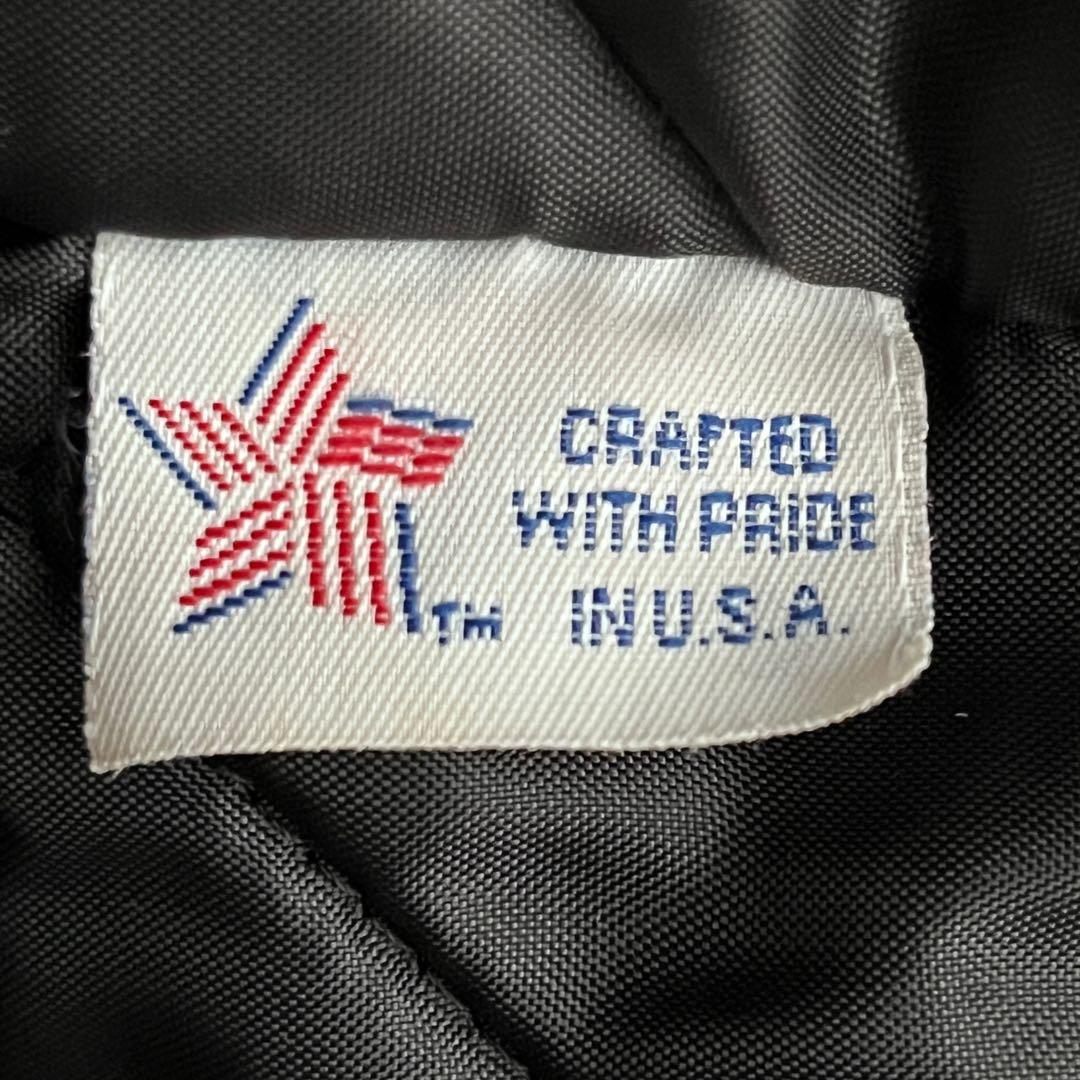 CRAFTED
WITH PRIDE
IN U.S.A.
TM